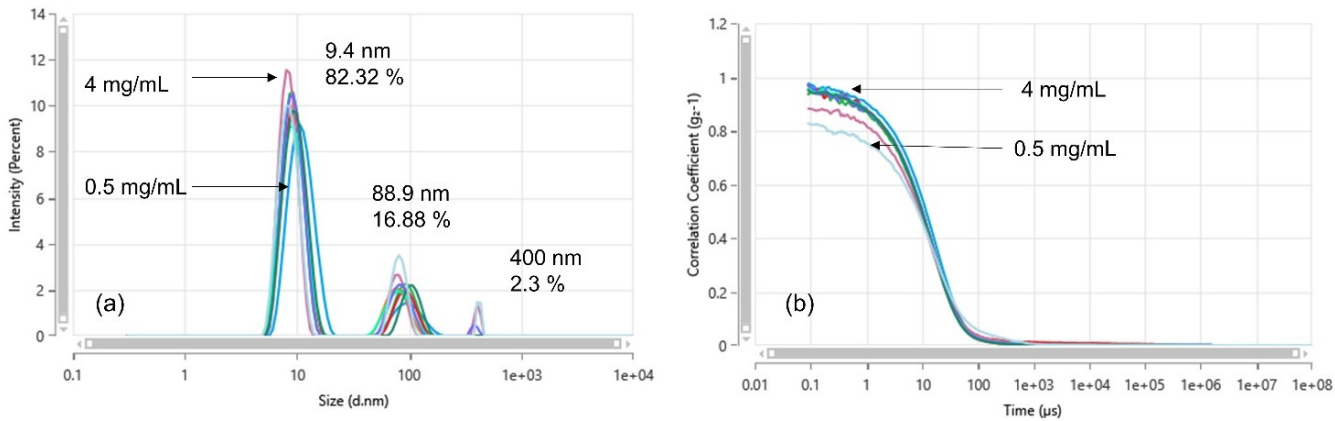 14
12
10
8
6
4
2
0
Intensity (Percent)
4 mg/mL
0.5 mg/mL
9.4 nm
82.32 %
88.9 nm
16.88 %
400 nm
2.3 %
(a)
0.1
1
10
100
1e+03
1e+04
Size (d.nm)
1.2
1
0.8
0.6
0.4
0.2
0
Correlation Coefficient (g₂-1)
4 mg/mL
0.5 mg/mL
(b)
0.01
0.1
1
10
100
1e+03
1e+04
1e+05
1e+06
1e+07
1e+08
Time (µs)